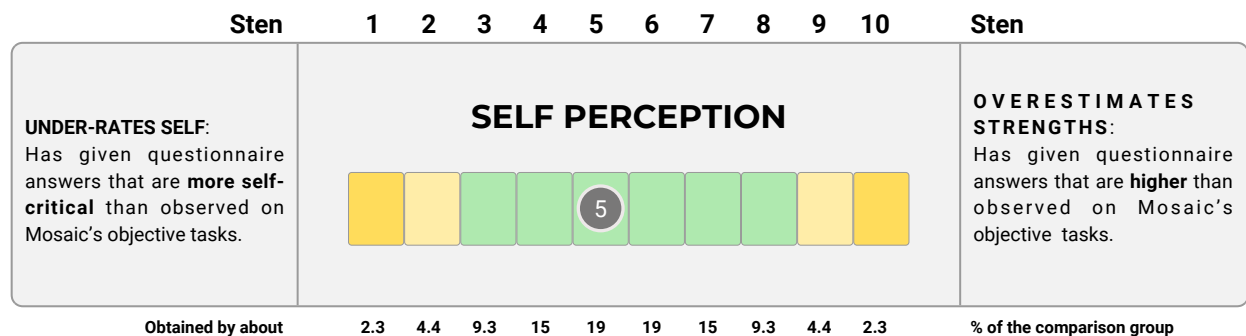 Sten 1 2 3 4 5 6 7 8 9 10 Sten
SELF PERCEPTION
UNDER-RATES SELF:
Has given questionnaire
answers that are more self-
critical than observed on
Mosaic's objective tasks.
5
OVERESTIMATES
STRENGTHS:
Has given questionnaire
answers that are higher than
observed on Mosaic's
objective tasks.
Obtained by about 2.3 4.4 9.3 15 19 19 15 9.3 4.4 2.3 % of the comparison group